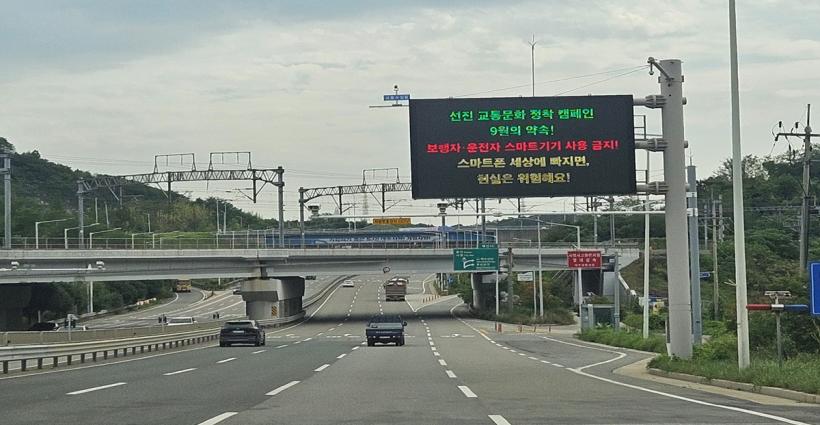 선진 교통문화 정착 캠페인
9월의 약속!
보행자·운전자 스마트기기 사용 금지!
스마트폰 세상에 빠지면,
현실은 위험해요!